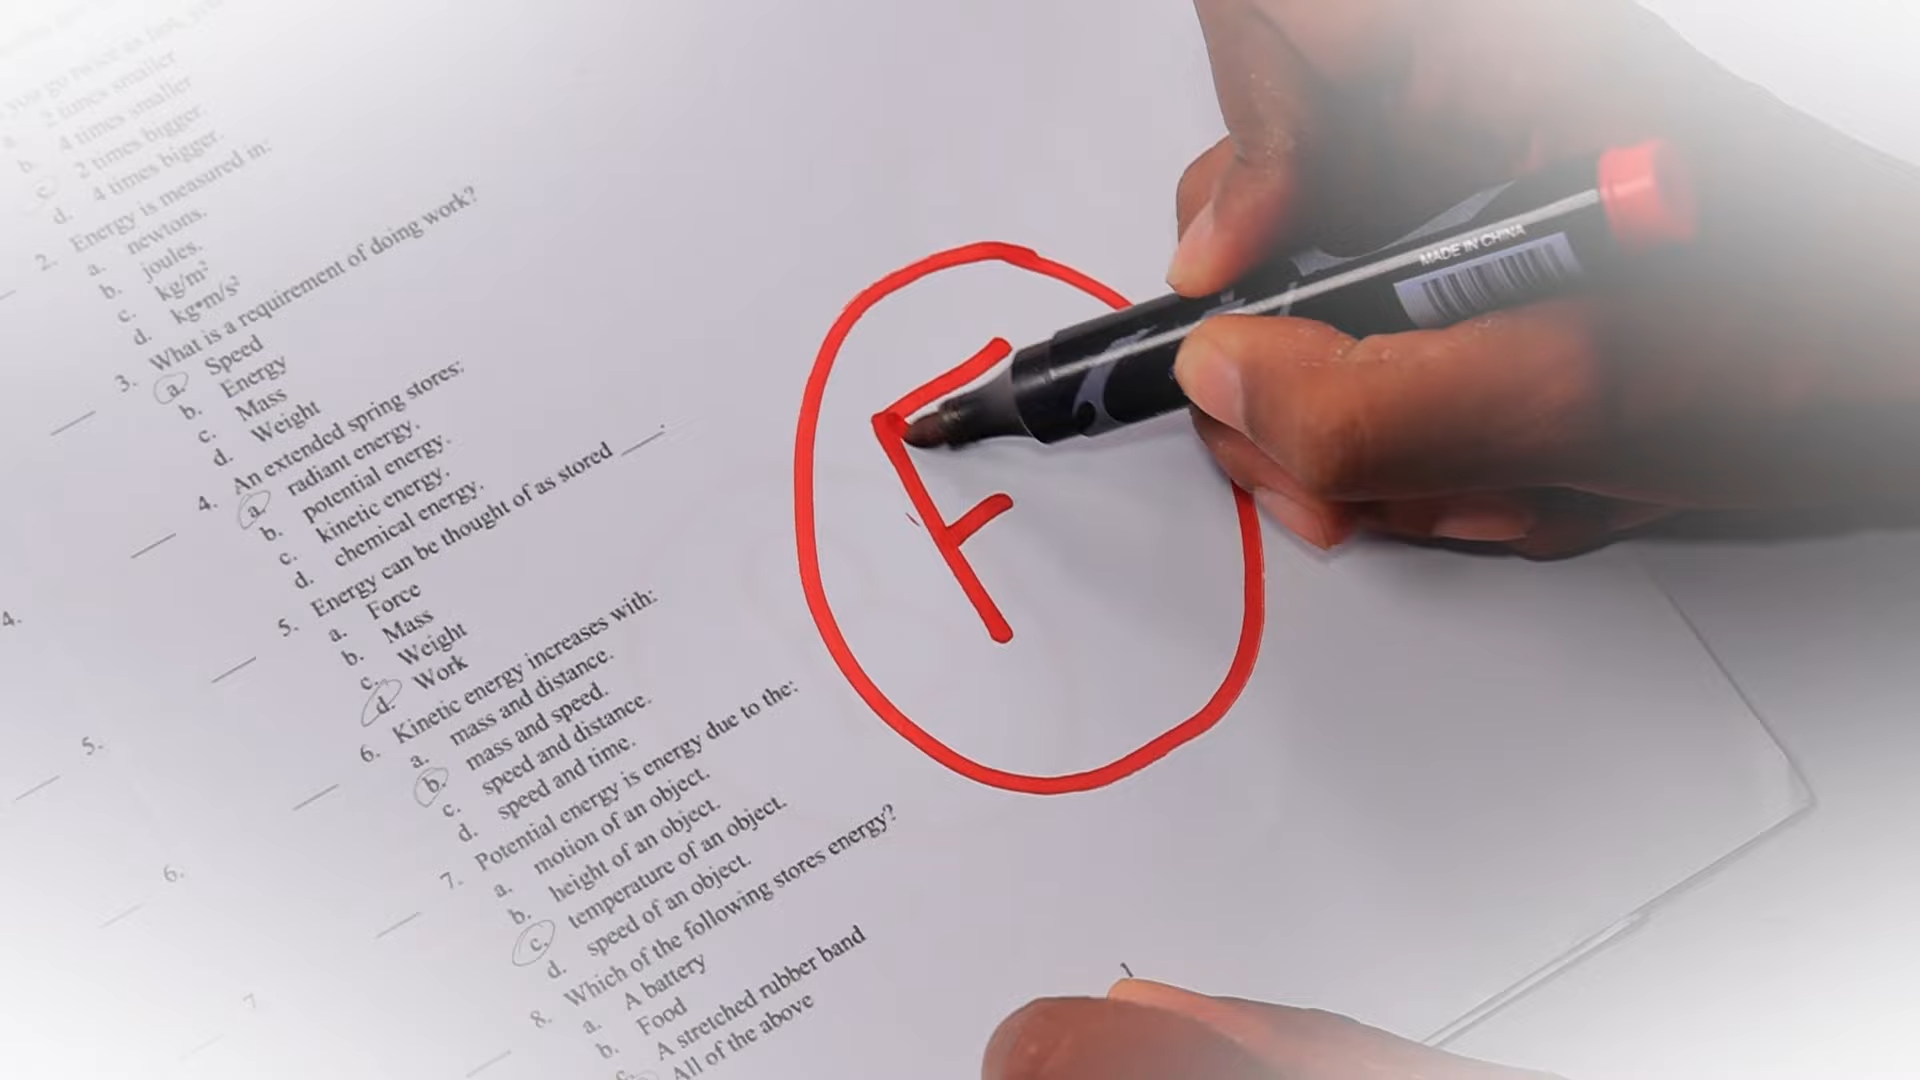 2 times smaller
b. 4 times smaller
c. 2 times bigger.
d. 4 times bigger.
2. Energy is measured in:
a. newtons.
b. joules.
c. kg/m²
d. kg•m/s²
3. What is a requirement of doing work?
a. Speed
b. Energy
c. Mass
d. Weight
4. An extended spring stores:
a. radiant energy.
b. potential energy.
c. kinetic energy.
d. chemical energy.
5. Energy can be thought of as stored ____.
a. Force
b. Mass
c. Weight
d. Work
6. Kinetic energy increases with:
a. mass and distance.
b. mass and speed.
c. speed and distance.
d. speed and time.
7. Potential energy is energy due to the:
a. motion of an object.
b. height of an object.
c. temperature of an object.
d. speed of an object.
8. Which of the following stores energy?
a. A battery
b. Food
c. A stretched rubber band
All of the above
4.
5.
6.
7
F
MADE IN CHINA
1